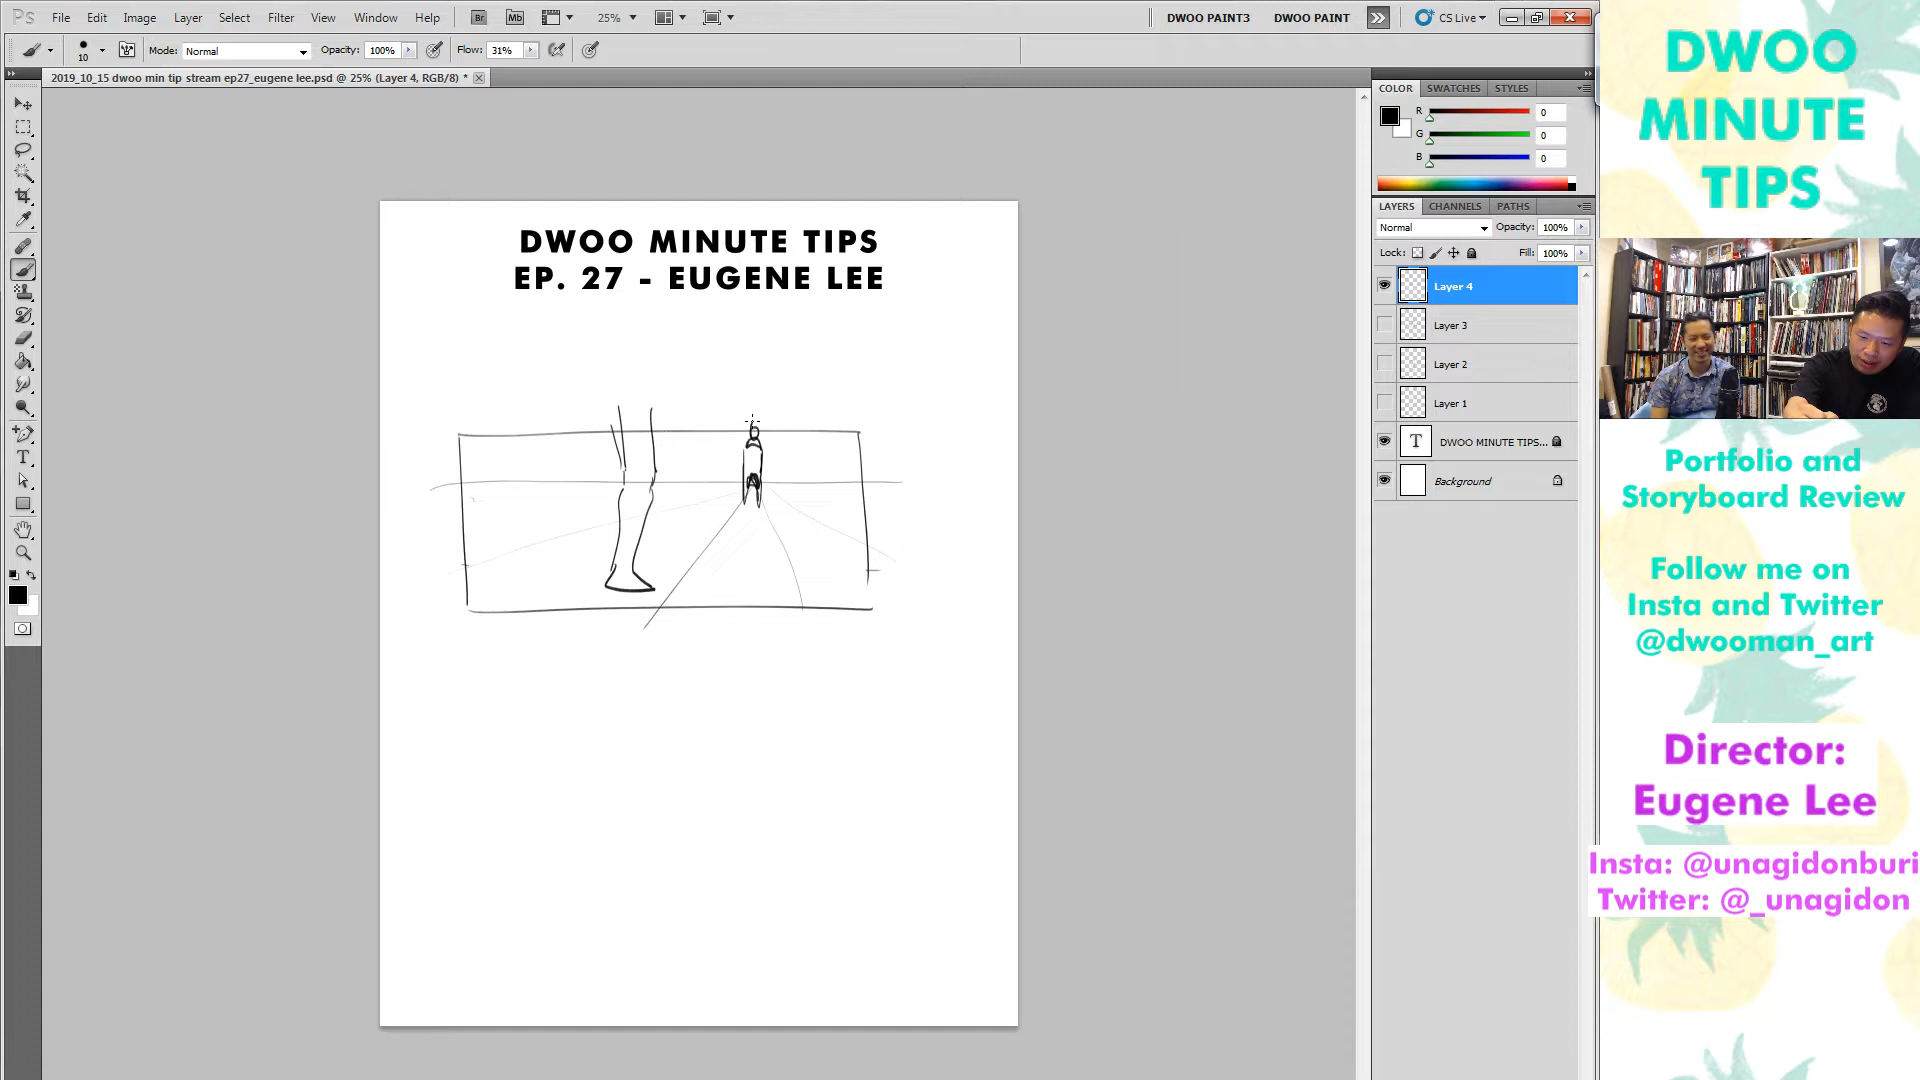 Ps File Edit Image Layer Select Filter View Window Help Br Mb 25% DWOO PAINT3 DWOO PAINT CS Live
10 Mode: Normal Opacity: 100% Flow: 31%
2019_10_15 dwoo min tip stream ep27_eugene lee.psd @ 25% (Layer 4, RGB/8) *
COLOR SWATCHES STYLES
R 0
G 0
B 0
LAYERS CHANNELS PATHS
Normal Opacity: 100%
Lock: Fill: 100%
Layer 4
Layer 3
Layer 2
Layer 1
T DWOO MINUTE TIPS...
Background
DWOO MINUTE TIPS
EP. 27 - EUGENE LEE
DWOO
MINUTE
TIPS
Portfolio and
Storyboard Review
Follow me on
Insta and Twitter
@dwooman_art
Director:
Eugene Lee
Insta: @unagidonburi
Twitter: @_unagidon